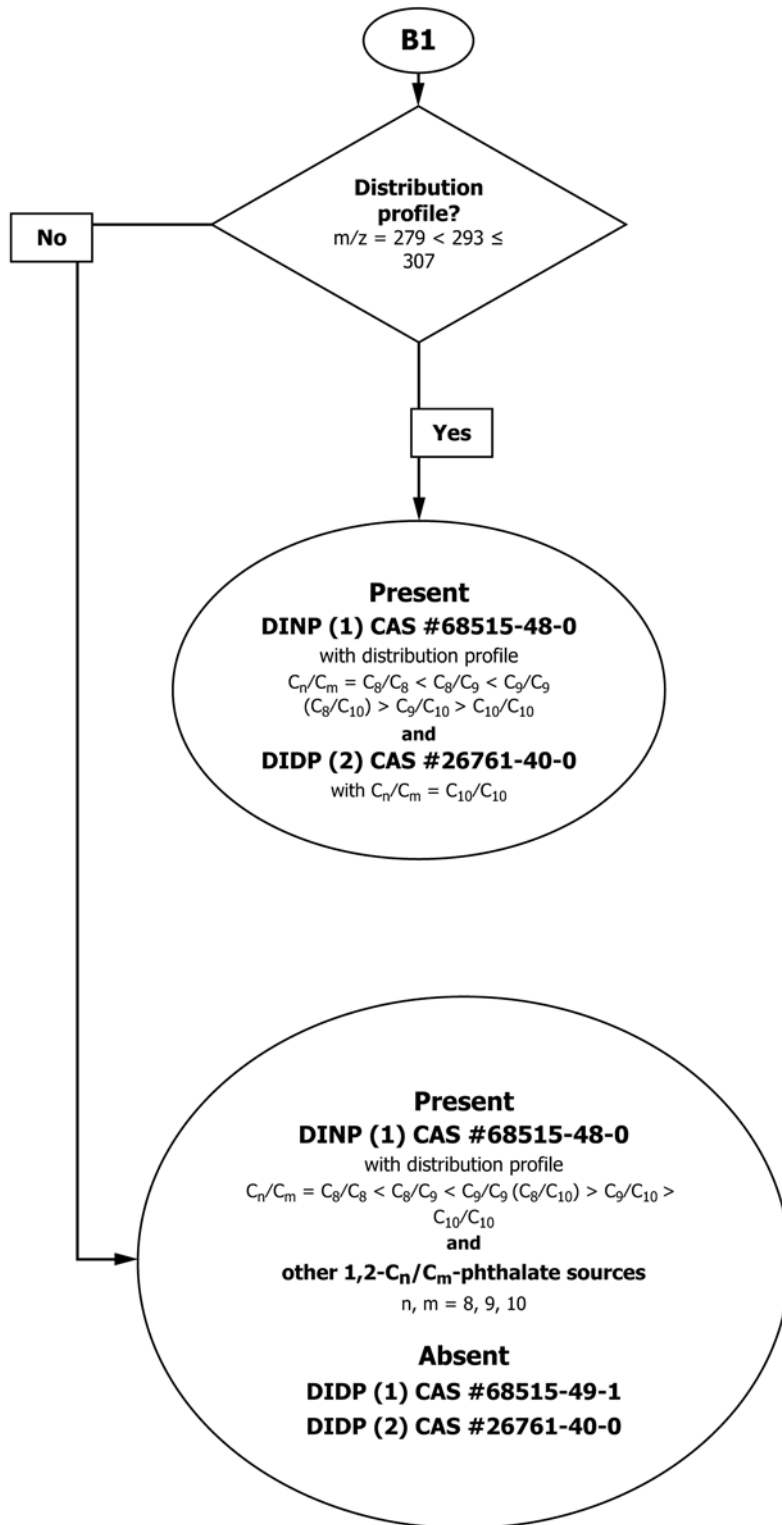 B1
Distribution
profile?
m/z = 279 < 293 ≤
307
No
Yes
Present
DINP (1) CAS #68515-48-0
with distribution profile
Cₙ/Cₘ = C₈/C₈ < C₈/C₉ < C₉/C₉
(C₈/C₁₀) > C₉/C₁₀ > C₁₀/C₁₀
and
DIDP (2) CAS #26761-40-0
with Cₙ/Cₘ = C₁₀/C₁₀
Present
DINP (1) CAS #68515-48-0
with distribution profile
Cₙ/Cₘ = C₈/C₈ < C₈/C₉ < C₉/C₉ (C₈/C₁₀) > C₉/C₁₀ >
C₁₀/C₁₀
and
other 1,2-Cₙ/Cₘ-phthalate sources
n, m = 8, 9, 10
Absent
DIDP (1) CAS #68515-49-1
DIDP (2) CAS #26761-40-0